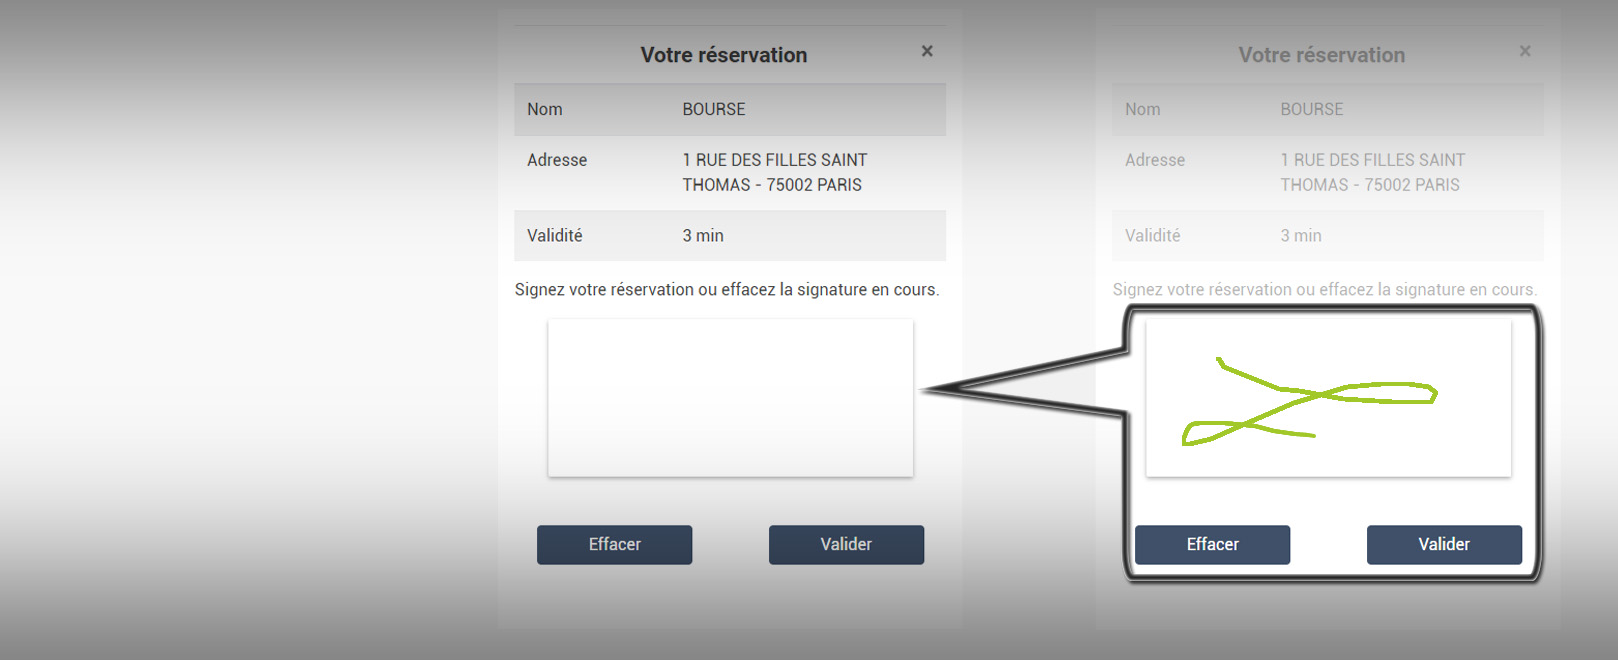 Votre réservation ×
Nom BOURSE
Adresse 1 RUE DES FILLES SAINT
THOMAS - 75002 PARIS
Validité 3 min
Signez votre réservation ou effacez la signature en cours.
Effacer Valider
Votre réservation ×
Nom BOURSE
Adresse 1 RUE DES FILLES SAINT
THOMAS - 75002 PARIS
Validité 3 min
Signez votre réservation ou effacez la signature en cours.
Effacer Valider